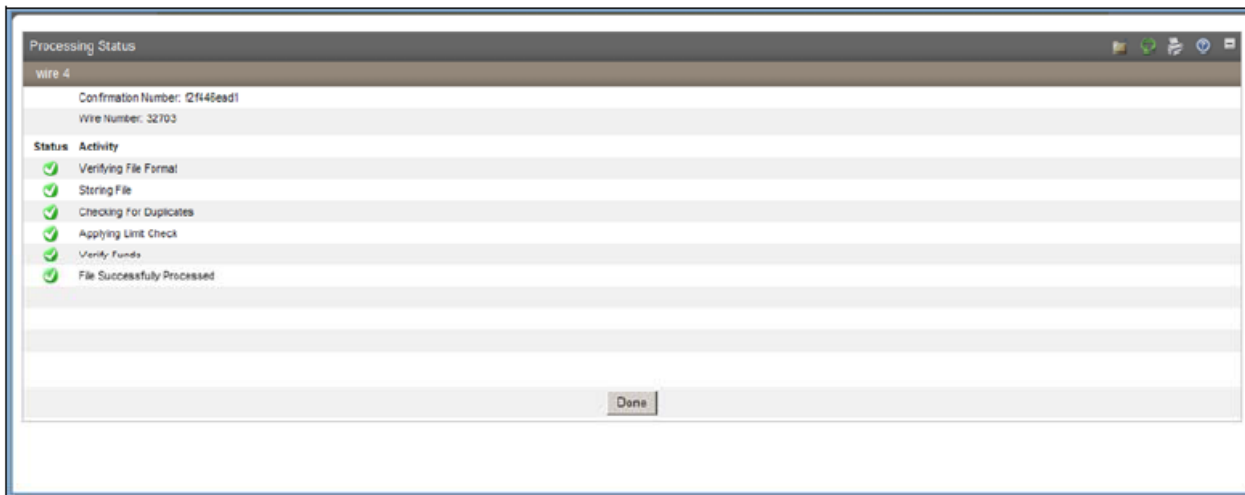 Processing Status
wire 4
Confirmation Number: f2f446ead1
Wire Number: 32703
Status Activity
Verifying File Format
Storing File
Checking For Duplicates
Applying Limit Check
Verify Funds
File Successfully Processed
Done